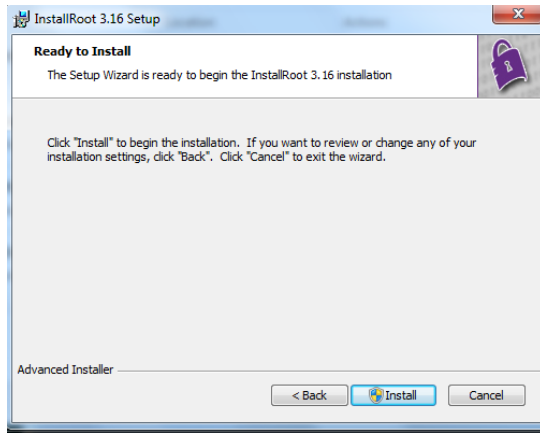 InstallRoot 3.16 Setup
Ready to Install
The Setup Wizard is ready to begin the InstallRoot 3.16 installation
Click "Install" to begin the installation. If you want to review or change any of your
installation settings, click "Back". Click "Cancel" to exit the wizard.
Advanced Installer
< Back Install Cancel